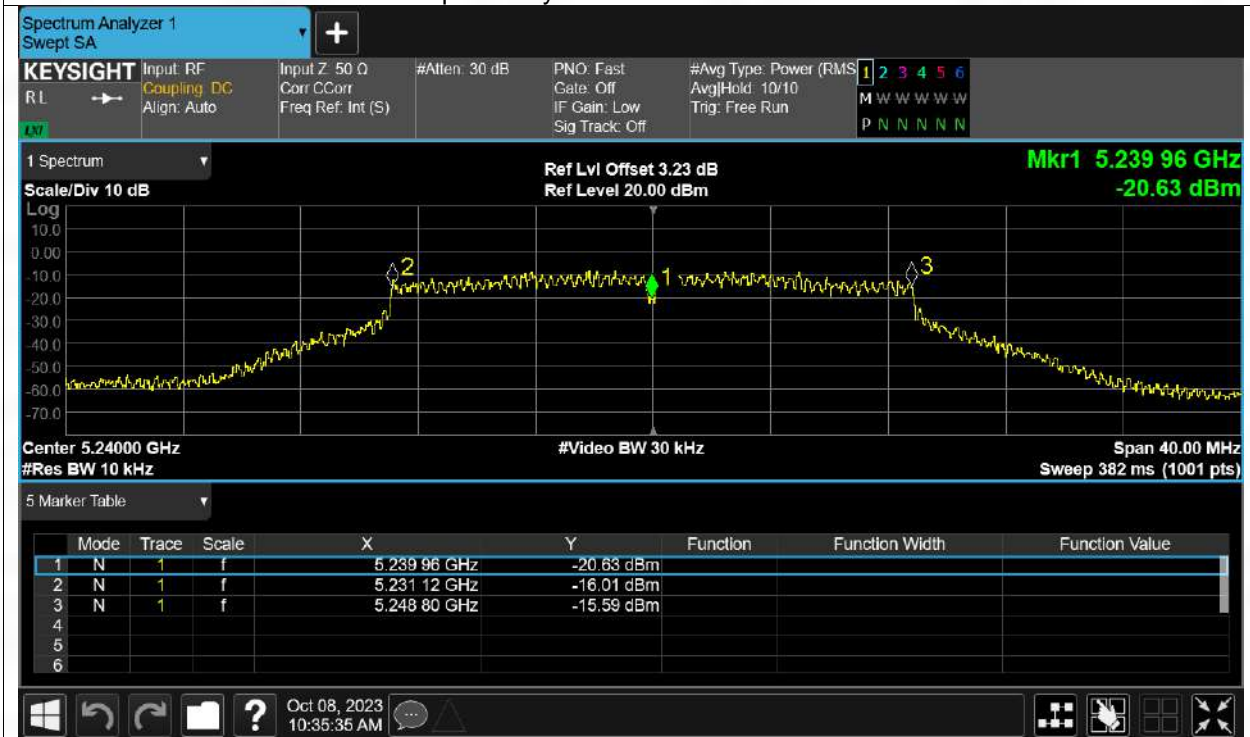 Spectrum Analyzer 1
Swept SA
+
KEYSIGHT
RL
LXI
Input: RF
Coupling: DC
Align: Auto
Input Z: 50 Ω
Corr CCorr
Freq Ref: Int (S)
#Atten: 30 dB
PNO: Fast
Gate: Off
IF Gain: Low
Sig Track: Off
#Avg Type: Power (RMS
Avg|Hold: 10/10
Trig: Free Run
1 2 3 4 5 6
M W W W W W
P N N N N N
1 Spectrum
Scale/Div 10 dB
Ref Lvl Offset 3.23 dB
Ref Level 20.00 dBm
Mkr1 5.239 96 GHz
-20.63 dBm
Log
10.0
0.00
-10.0
-20.0
-30.0
-40.0
-50.0
-60.0
-70.0
2
1
3
Center 5.24000 GHz
#Res BW 10 kHz
#Video BW 30 kHz
Span 40.00 MHz
Sweep 382 ms (1001 pts)
5 Marker Table
Mode Trace Scale X Y Function Function Width Function Value
1 N 1 f 5.239 96 GHz -20.63 dBm
2 N 1 f 5.231 12 GHz -16.01 dBm
3 N 1 f 5.248 80 GHz -15.59 dBm
4
5
6
?
Oct 08, 2023
10:35:35 AM